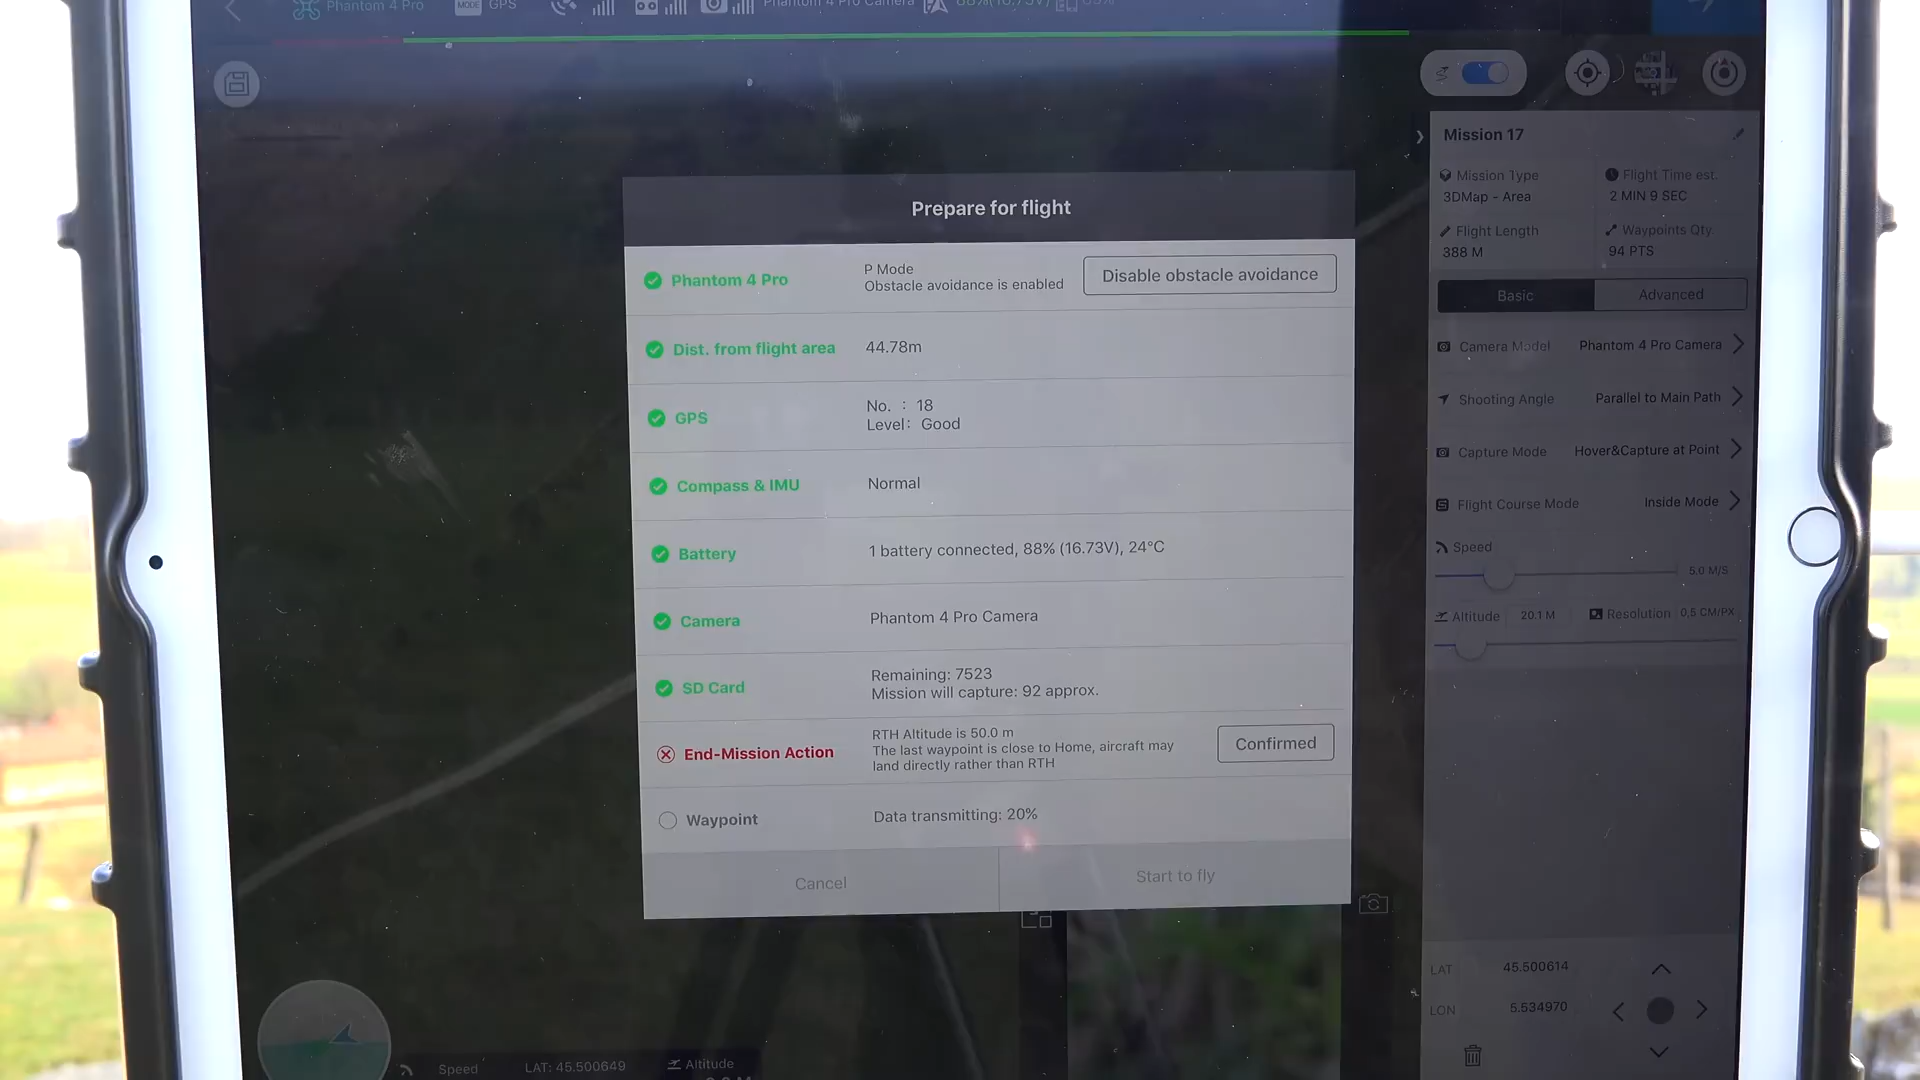 Phantom 4 Pro
MODE GPS
Phantom 4 Pro Camera
88%(16.73V)
Prepare for flight
Phantom 4 Pro
P Mode
Obstacle avoidance is enabled
Disable obstacle avoidance
Dist. from flight area
44.78m
GPS
No. : 18
Level: Good
Compass & IMU
Normal
Battery
1 battery connected, 88% (16.73V), 24°C
Camera
Phantom 4 Pro Camera
SD Card
Remaining: 7523
Mission will capture: 92 approx.
End-Mission Action
RTH Altitude is 50.0 m
The last waypoint is close to Home, aircraft may
land directly rather than RTH
Confirmed
Waypoint
Data transmitting: 20%
Cancel
Start to fly
Mission 17
Mission Type
3DMap - Area
Flight Time est.
2 MIN 9 SEC
Flight Length
388 M
Waypoints Qty.
94 PTS
Basic
Advanced
Camera Model
Phantom 4 Pro Camera
Shooting Angle
Parallel to Main Path
Capture Mode
Hover&Capture at Point
Flight Course Mode
Inside Mode
Speed
5.0 M/S
Altitude
20.1 M
Resolution
0.5 CM/PX
LAT
45.500614
LON
5.534970
Speed
LAT: 45.500649
Altitude